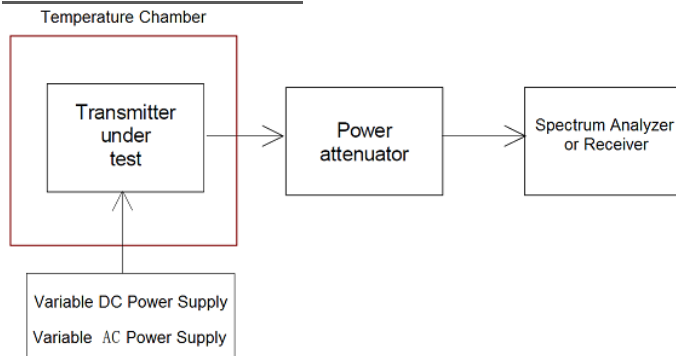 Temperature Chamber
Transmitter
under
test
Power
attenuator
Spectrum Analyzer
or Receiver
Variable DC Power Supply
Variable AC Power Supply